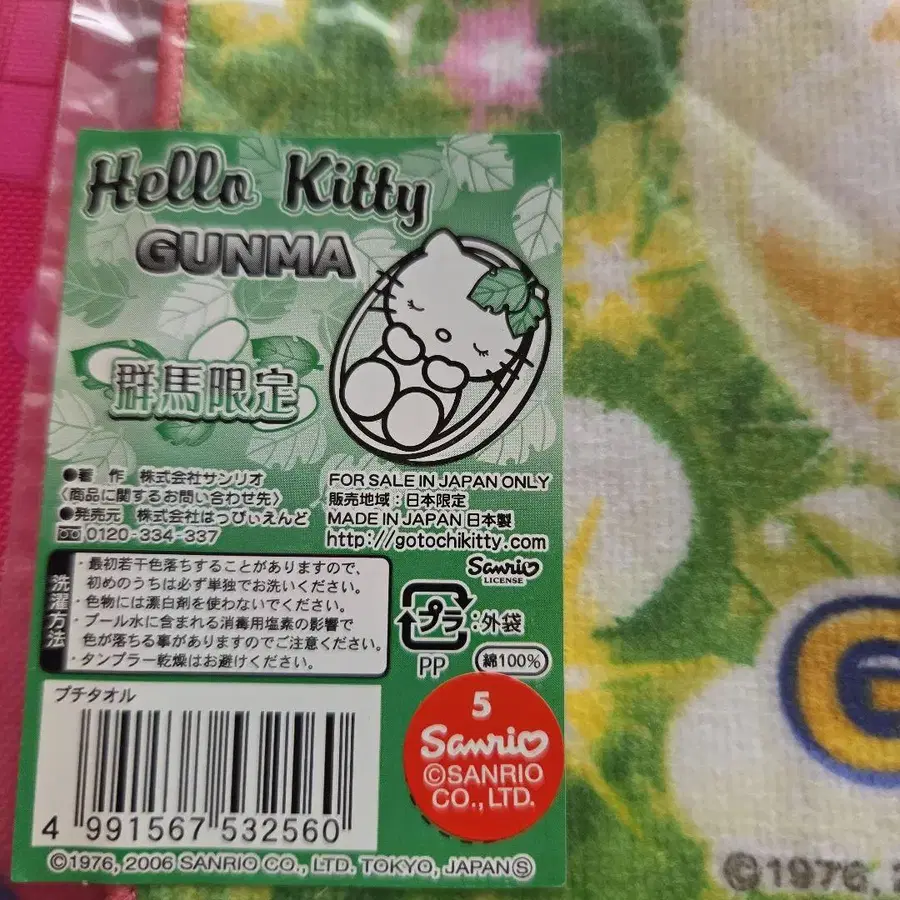 Hello Kitty
GUNMA
群馬限定
●著 作 株式会社サンリオ
〈商品に関するお問い合わせ先〉
●発売元 株式会社はっぴぃえんど
0120-334-337
FOR SALE IN JAPAN ONLY
販売地域：日本限定
MADE IN JAPAN 日本製
http://gotochikitty.com
Sanrio
LICENSE
洗濯方法
・最初若干色落ちすることがありますので、
初めのうちは必ず単独でお洗いください。
・色物には漂白剤を使わないでください。
・プール水に含まれる消毒用塩素の影響で
色が落ちる事がありますのでご注意ください。
・タンブラー乾燥はお避けください。
プラ：外袋
PP
綿100%
プチタオル
4 991567 532560
5
Sanrio
©SANRIO
CO., LTD.
©1976, 2006 SANRIO CO., LTD. TOKYO, JAPAN Ⓢ
©1976, 2